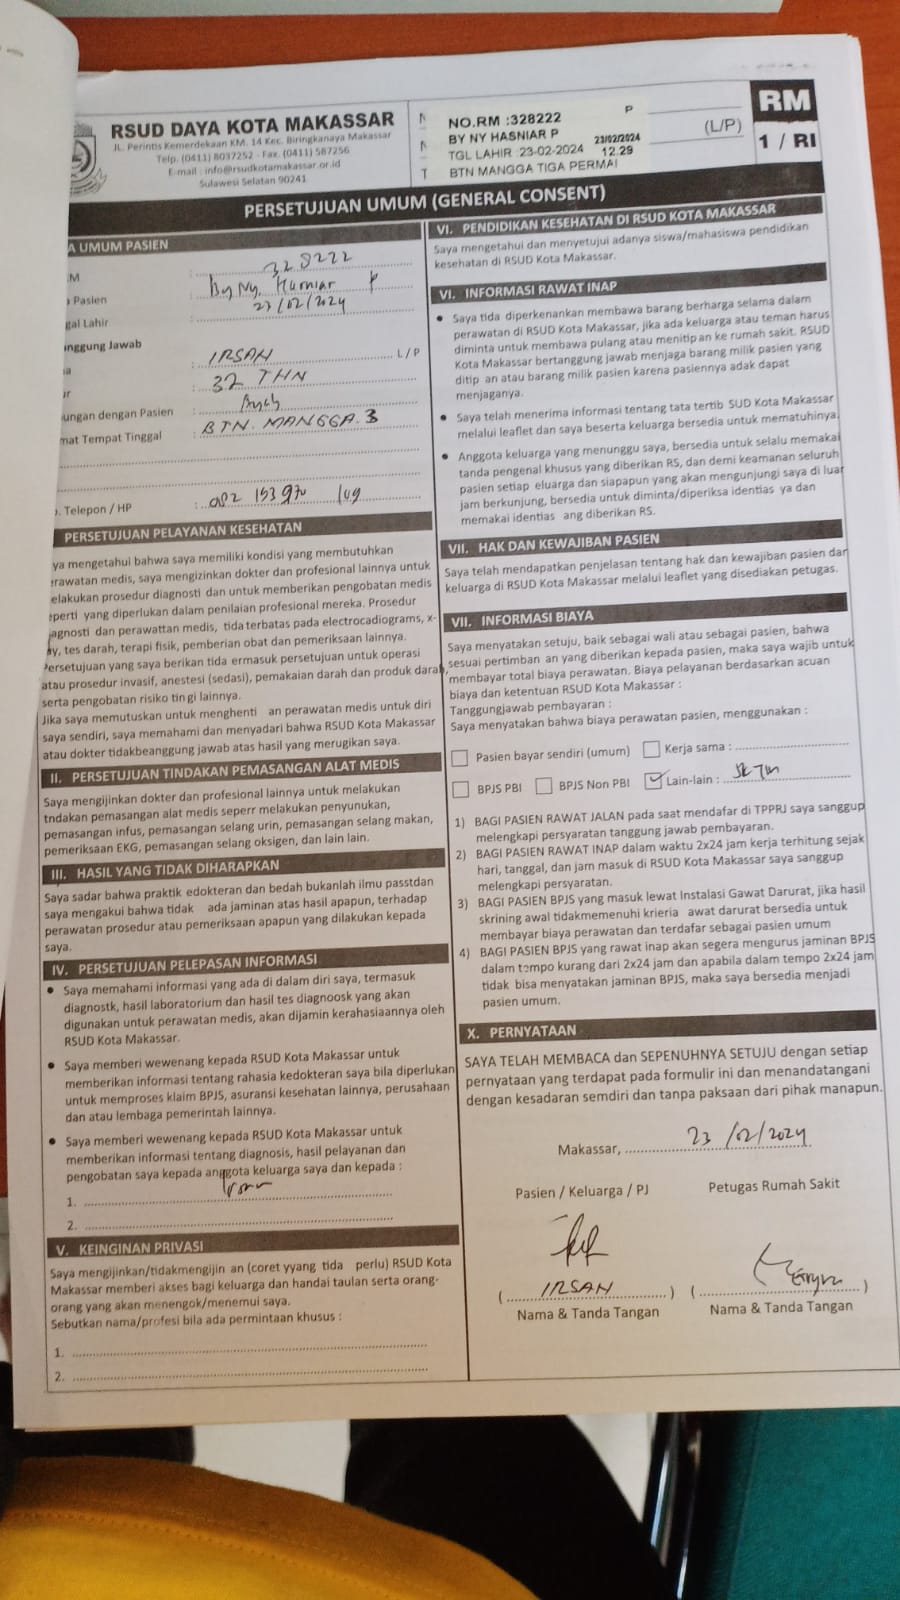 RSUD DAYA KOTA MAKASSAR
JL. Perintis Kemerdekaan KM. 14 Kec. Biringkanaya Makassar
Telp. (0411) 8037252 - Fax. (0411) 587256
E-mail : info@rsudkotamakassar.or.id
Sulawesi Selatan 90241
NO.RM :328222 P
BY NY HASNIAR P 23/02/2024
TGL LAHIR 23-02-2024 12.29
BTN MANGGA TIGA PERMAI
(L/P)
RM
1 / RI
PERSETUJUAN UMUM (GENERAL CONSENT)
A UMUM PASIEN
M : 328222
Pasien : By Ny. P
gal Lahir : 23/02/2024
nggung Jawab
a : IRSAN L / P
ur : 32 THN
ungan dengan Pasien :
mat Tempat Tinggal : BTN. MANGGA.3
. Telepon / HP :
PERSETUJUAN PELAYANAN KESEHATAN
ya mengetahui bahwa saya memiliki kondisi yang membutuhkan
rawatan medis, saya mengizinkan dokter dan profesional lainnya untuk
elakukan prosedur diagnosti dan untuk memberikan pengobatan medis
eperti yang diperlukan dalam penilaian profesional mereka. Prosedur
agnosti dan perawattan medis, tida terbatas pada electrocadiograms, x-
ay, tes darah, terapi fisik, pemberian obat dan pemeriksaan lainnya.
Persetujuan yang saya berikan tida ermasuk persetujuan untuk operasi
atau prosedur invasif, anestesi (sedasi), pemakaian darah dan produk darah,
serta pengobatan risiko tin gi lainnya.
Jika saya memutuskan untuk menghenti an perawatan medis untuk diri
saya sendiri, saya memahami dan menyadari bahwa RSUD Kota Makassar
atau dokter tidakbeanggung jawab atas hasil yang merugikan saya.
II. PERSETUJUAN TINDAKAN PEMASANGAN ALAT MEDIS
Saya mengijinkan dokter dan profesional lainnya untuk melakukan
tndakan pemasangan alat medis seperr melakukan penyunukan,
pemasangan infus, pemasangan selang urin, pemasangan selang makan,
pemeriksaan EKG, pemasangan selang oksigen, dan lain lain.
III. HASIL YANG TIDAK DIHARAPKAN
Saya sadar bahwa praktik edokteran dan bedah bukanlah ilmu passtdan
saya mengakui bahwa tidak ada jaminan atas hasil apapun, terhadap
perawatan prosedur atau pemeriksaan apapun yang dilakukan kepada
saya.
IV. PERSETUJUAN PELEPASAN INFORMASI
• Saya memahami informasi yang ada di dalam diri saya, termasuk
diagnostk, hasil laboratorium dan hasil tes diagnoosk yang akan
digunakan untuk perawatan medis, akan dijamin kerahasiaannya oleh
RSUD Kota Makassar.
• Saya memberi wewenang kepada RSUD Kota Makassar untuk
memberikan informasi tentang rahasia kedokteran saya bila diperlukan
untuk memproses klaim BPJS, asuransi kesehatan lainnya, perusahaan
dan atau lembaga pemerintah lainnya.
• Saya memberi wewenang kepada RSUD Kota Makassar untuk
memberikan informasi tentang diagnosis, hasil pelayanan dan
pengobatan saya kepada anggota keluarga saya dan kepada :
1.
2.
V. KEINGINAN PRIVASI
Saya mengijinkan/tidakmengijin an (coret yyang tida perlu) RSUD Kota
Makassar memberi akses bagi keluarga dan handai taulan serta orang-
orang yang akan menengok/menemui saya.
Sebutkan nama/profesi bila ada permintaan khusus :
1.
2.
VI. PENDIDIKAN KESEHATAN DI RSUD KOTA MAKASSAR
Saya mengetahui dan menyetujui adanya siswa/mahasiswa pendidikan
kesehatan di RSUD Kota Makassar.
VI. INFORMASI RAWAT INAP
• Saya tida diperkenankan membawa barang berharga selama dalam
perawatan di RSUD Kota Makassar, jika ada keluarga atau teman harus
diminta untuk membawa pulang atau menitip an ke rumah sakit. RSUD
Kota Makassar bertanggung jawab menjaga barang milik pasien yang
ditip an atau barang milik pasien karena pasiennya adak dapat
menjaganya.
• Saya telah menerima informasi tentang tata tertib SUD Kota Makassar
melalui leaflet dan saya beserta keluarga bersedia untuk mematuhinya.
• Anggota keluarga yang menunggu saya, bersedia untuk selalu memakai
tanda pengenal khusus yang diberikan RS, dan demi keamanan seluruh
pasien setiap eluarga dan siapapun yang akan mengunjungi saya di luar
jam berkunjung, bersedia untuk diminta/diperiksa identias ya dan
memakai identias ang diberikan RS.
VII. HAK DAN KEWAJIBAN PASIEN
Saya telah mendapatkan penjelasan tentang hak dan kewajiban pasien dar
keluarga di RSUD Kota Makassar melalui leaflet yang disediakan petugas.
VII. INFORMASI BIAYA
Saya menyatakan setuju, baik sebagai wali atau sebagai pasien, bahwa
sesuai pertimban an yang diberikan kepada pasien, maka saya wajib untuk
membayar total biaya perawatan. Biaya pelayanan berdasarkan acuan
biaya dan ketentuan RSUD Kota Makassar :
Tanggungjawab pembayaran :
Saya menyatakan bahwa biaya perawatan pasien, menggunakan :
Pasien bayar sendiri (umum) Kerja sama :
BPJS PBI BPJS Non PBI Lain-lain :
1) BAGI PASIEN RAWAT JALAN pada saat mendafar di TPPRJ saya sanggup
melengkapi persyaratan tanggung jawab pembayaran.
2) BAGI PASIEN RAWAT INAP dalam waktu 2x24 jam kerja terhitung sejak
hari, tanggal, dan jam masuk di RSUD Kota Makassar saya sanggup
melengkapi persyaratan.
3) BAGI PASIEN BPJS yang masuk lewat Instalasi Gawat Darurat, jika hasil
skrining awal tidakmemenuhi krieria awat darurat bersedia untuk
membayar biaya perawatan dan terdafar sebagai pasien umum
4) BAGI PASIEN BPJS yang rawat inap akan segera mengurus jaminan BPJS
dalam tempo kurang dari 2x24 jam dan apabila dalam tempo 2x24 jam
tidak bisa menyatakan jaminan BPJS, maka saya bersedia menjadi
pasien umum.
X. PERNYATAAN
SAYA TELAH MEMBACA dan SEPENUHNYA SETUJU dengan setiap
pernyataan yang terdapat pada formulir ini dan menandatangani
dengan kesadaran semdiri dan tanpa paksaan dari pihak manapun.
Makassar, 23/02/2024
Pasien / Keluarga / PJ Petugas Rumah Sakit
( IRSAN ) ( )
Nama & Tanda Tangan Nama & Tanda Tangan